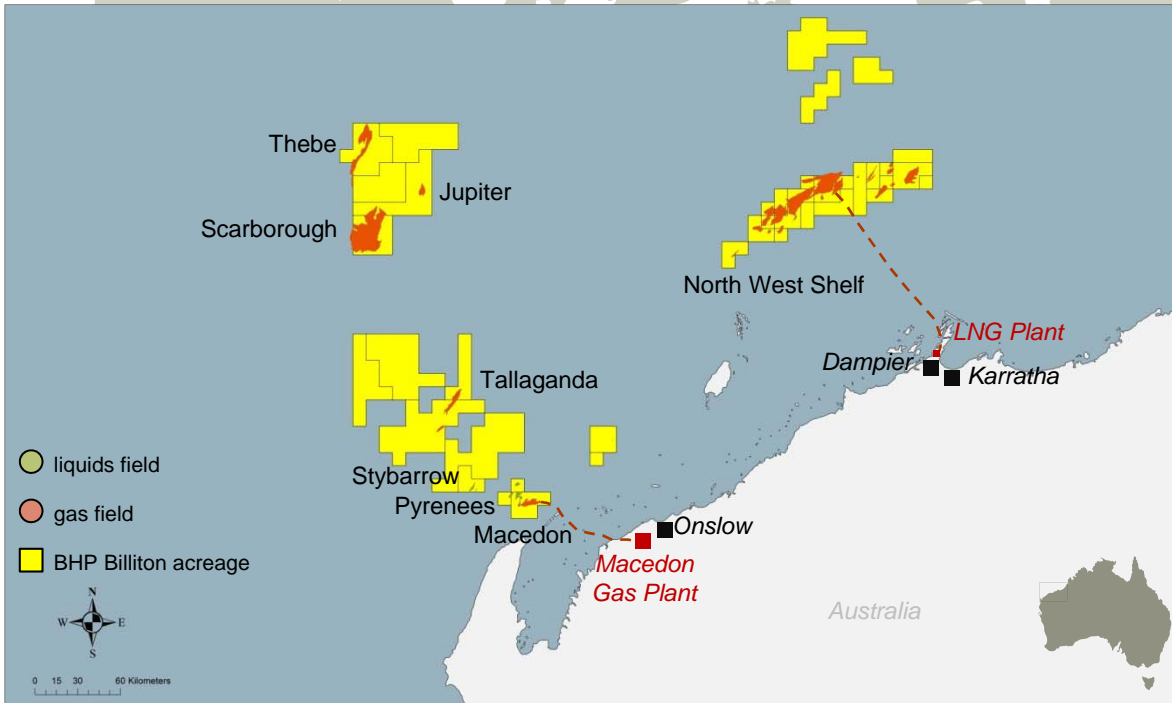 Thebe
Jupiter
Scarborough
North West Shelf
LNG Plant
Dampier
Karratha
Tallaganda
liquids field
Stybarrow
Pyrenees
gas field
Macedon
Onslow
BHP Billiton acreage
Macedon
Gas Plant
Australia
N
W
E
S
0 15 30 60 Kilometers